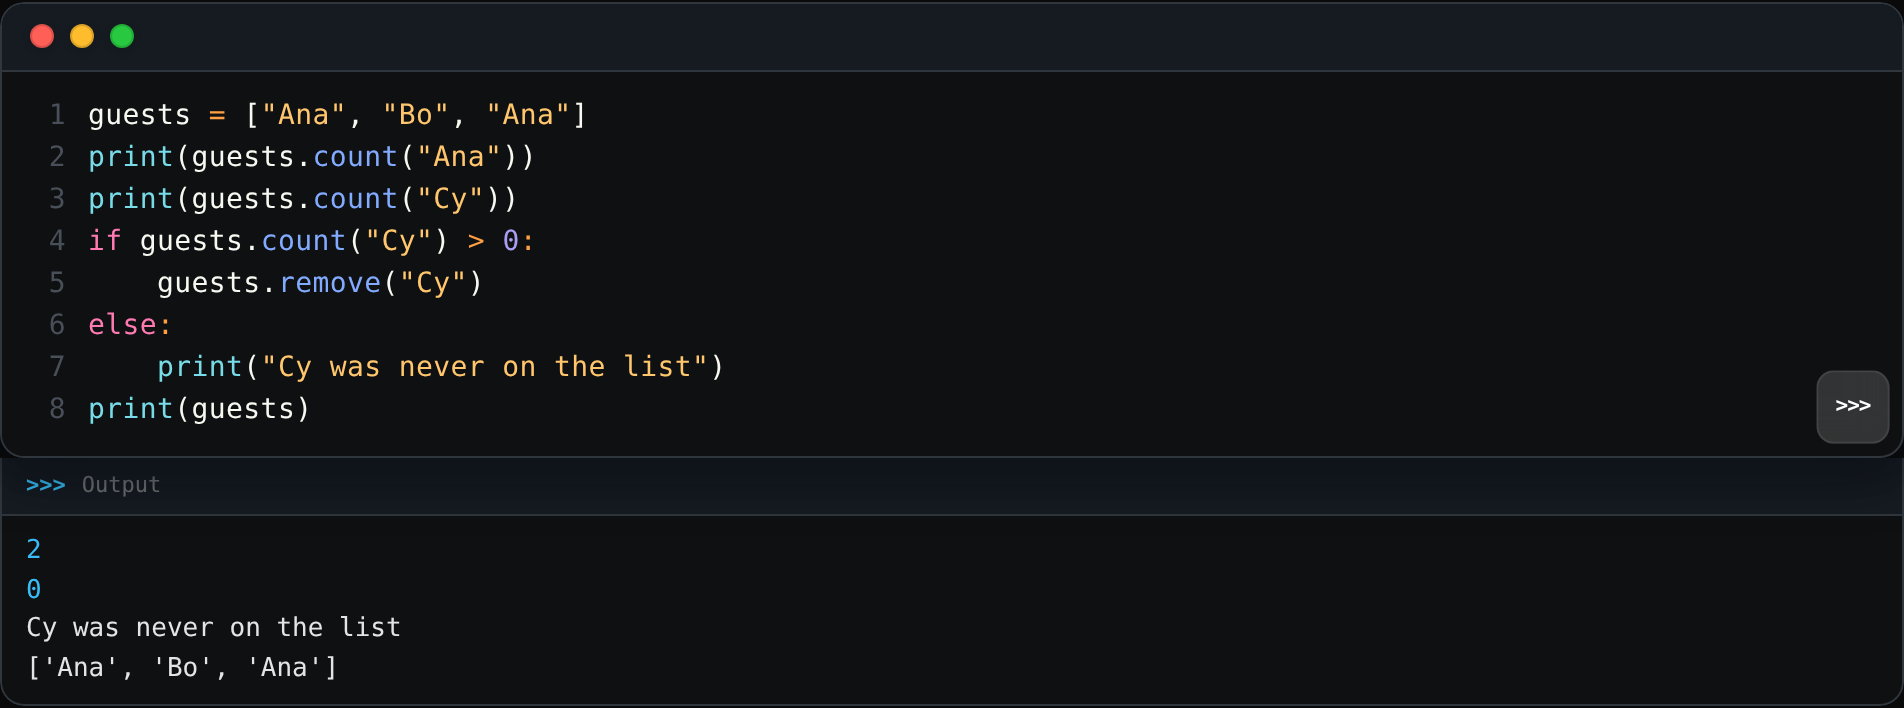 1 guests = ["Ana", "Bo", "Ana"]
2 print(guests.count("Ana"))
3 print(guests.count("Cy"))
4 if guests.count("Cy") > 0:
5     guests.remove("Cy")
6 else:
7     print("Cy was never on the list")
8 print(guests)
>>>
>>> Output
2
0
Cy was never on the list
['Ana', 'Bo', 'Ana']